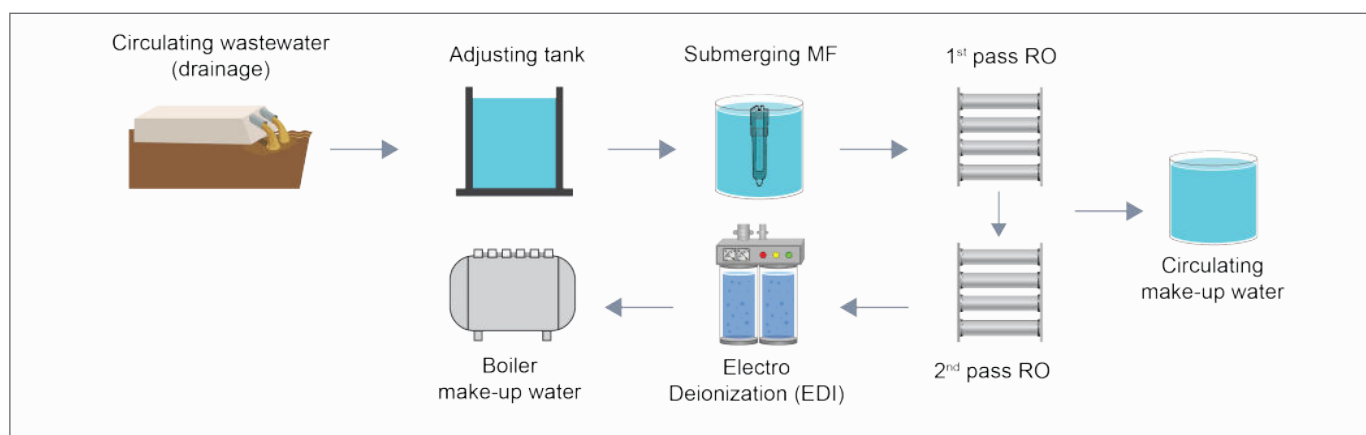 Circulating wastewater
(drainage)
Adjusting tank
Submerging MF
1st pass RO
Circulating
make-up water
Boiler
make-up water
Electro
Deionization (EDI)
2nd pass RO